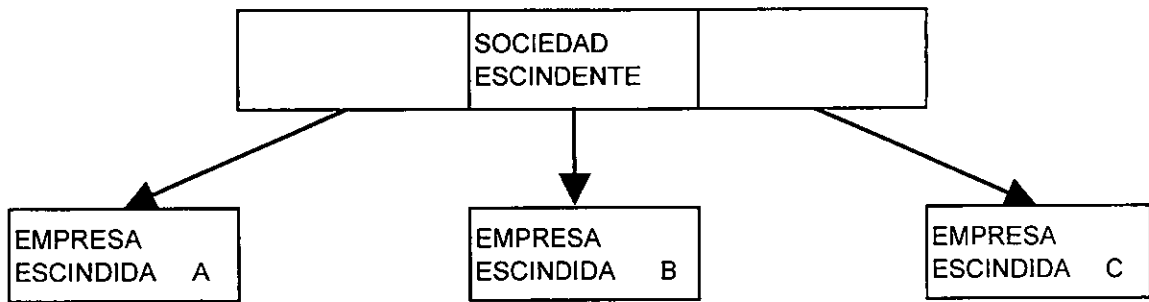 SOCIEDAD
ESCINDENTE
EMPRESA
ESCINDIDA A
EMPRESA
ESCINDIDA B
EMPRESA
ESCINDIDA C